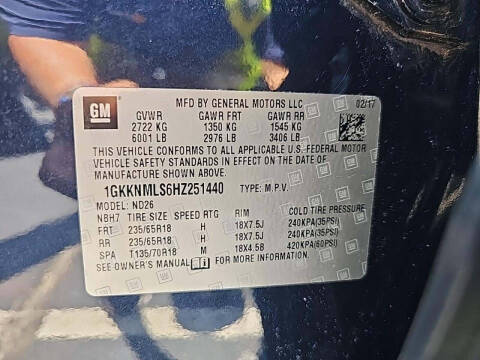 MFD BY GENERAL MOTORS LLC 02/17
GM
GVWR GAWR FRT GAWR RR
2722 KG 1350 KG 1545 KG
6001 LB 2976 LB 3406 LB
THIS VEHICLE CONFORMS TO ALL APPLICABLE U.S. FEDERAL MOTOR
VEHICLE SAFETY STANDARDS IN EFFECT ON THE DATE OF
MANUFACTURE SHOWN ABOVE.
1GKKNMLS6HZ251440 TYPE: M.P.V.
MODEL: ND26
NBH7 TIRE SIZE SPEED RTG RIM COLD TIRE PRESSURE
FRT 235/65R18 H 18X7.5J 240KPA(35PSI)
RR 235/65R18 H 18X7.5J 240KPA(35PSI)
SPA T135/70R18 M 18X4.5B 420KPA(60PSI)
SEE OWNER'S MANUAL FOR MORE INFORMATION.